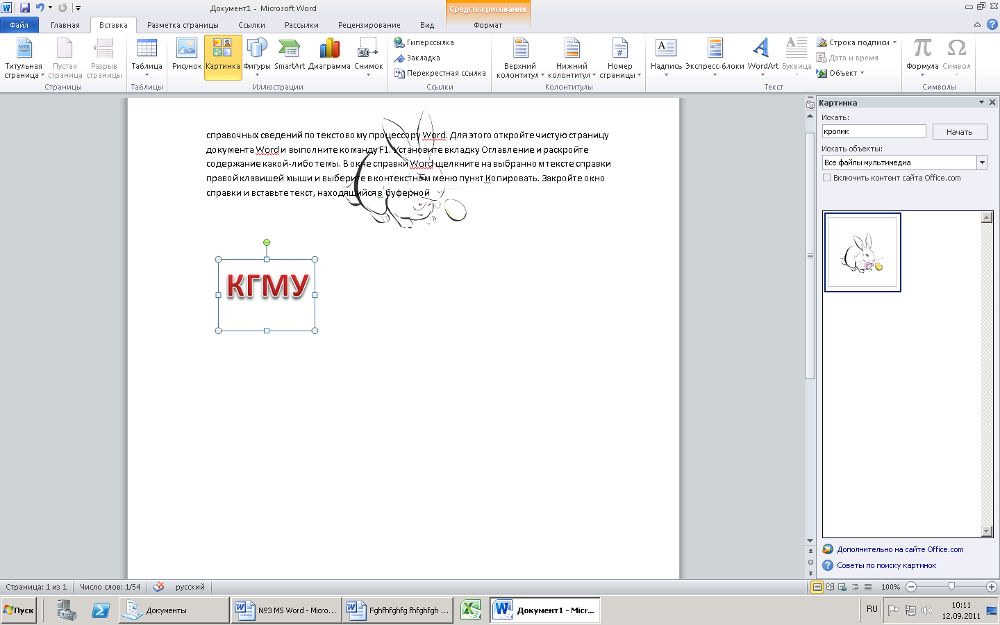 Документ1 - Microsoft Word
Средства рисования
Файл
Главная
Вставка
Разметка страницы
Ссылки
Рассылки
Рецензирование
Вид
Формат
Титульная страница
Пустая страница
Разрыв страницы
Таблица
Рисунок
Картинка
Фигуры
SmartArt
Диаграмма
Снимок
Гиперссылка
Закладка
Перекрестная ссылка
Верхний колонтитул
Нижний колонтитул
Номер страницы
Надпись
Экспресс-блоки
WordArt
Буквица
Строка подписи
Дата и время
Объект
Формула
Символ
Страницы
Таблицы
Иллюстрации
Ссылки
Колонтитулы
Текст
Символы
справочных сведений по текстовому процессору Word. Для этого откройте чистую страницу
документа Word и выполните команду F1. Установите вкладку Оглавление и раскройте
содержание какой-либо темы. В окне справки Word щелкните на выбранном тексте справки
правой клавишей мыши и выберите в контекстном меню пункт Копировать. Закройте окно
справки и вставьте текст, находящийся в буферной
КГМУ
Картинка
Искать:
кролик
Начать
Искать объекты:
Все файлы мультимедиа
Включить контент сайта Office.com
Дополнительно на сайте Office.com
Советы по поиску картинок
Страница: 1 из 1
Число слов: 1/54
русский
100%
Пуск
Документы
№3 MS Word - Micro...
Fghfhfghfg fhfghfgh ...
Документ1 - Micr...
RU
10:11
12.09.2011